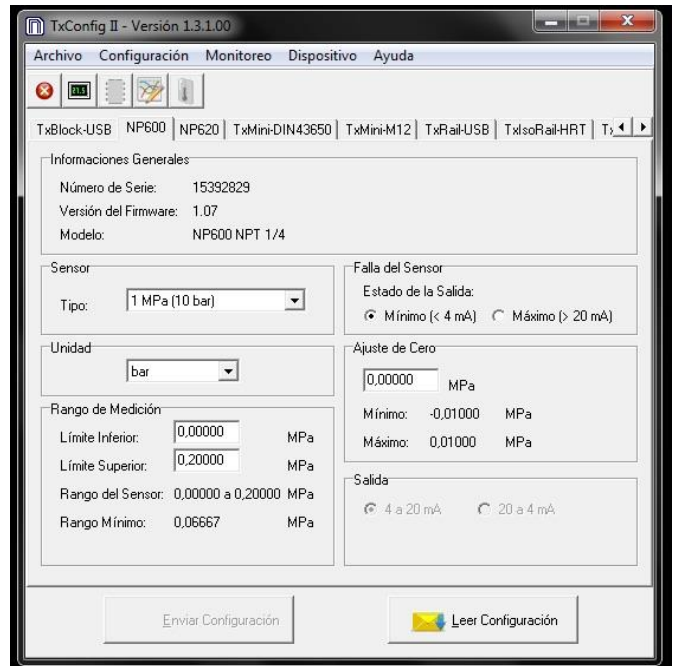 TxConfig II - Versión 1.3.1.00
Archivo Configuración Monitoreo Dispositivo Ayuda
TxBlock-USB NP600 NP620 TxMini-DIN43650 TxMini-M12 TxRail-USB TxIsoRail-HRT
Informaciones Generales
Número de Serie: 15392829
Versión del Firmware: 1.07
Modelo: NP600 NPT 1/4
Sensor
Tipo: 1 MPa (10 bar)
Falla del Sensor
Estado de la Salida:
Mínimo (< 4 mA) Máximo (> 20 mA)
Unidad
bar
Ajuste de Cero
0,00000 MPa
Mínimo: -0,01000 MPa
Máximo: 0,01000 MPa
Rango de Medición
Límite Inferior: 0,00000 MPa
Límite Superior: 0,20000 MPa
Rango del Sensor: 0,00000 a 0,20000 MPa
Rango Mínimo: 0,06667 MPa
Salida
4 a 20 mA 20 a 4 mA
Enviar Configuración Leer Configuración